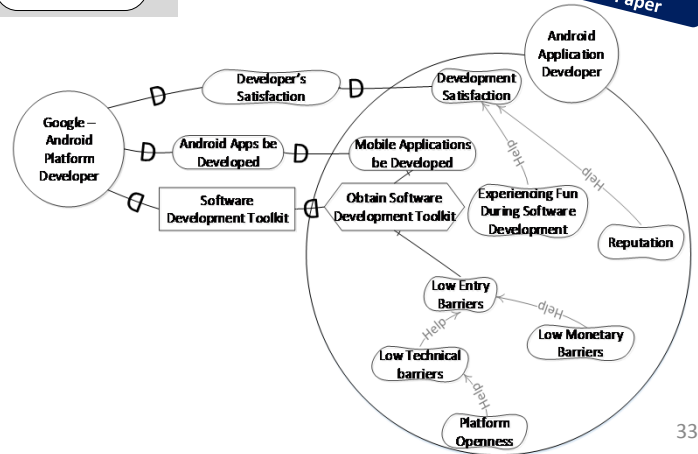 Paper
Android
Application
Developer
Developer's
Satisfaction
D
D
Development
Satisfaction
Google –
Android
Platform
Developer
D
Android Apps be
Developed
D
Mobile Applications
be Developed
Help
Help
D
Software
Development Toolkit
D
Obtain Software
Development Toolkit
Experiencing Fun
During Software
Development
Reputation
Low Entry
Barriers
Help
Help
Low Monetary
Barriers
Low Technical
barriers
Help
Platform
Openness
33